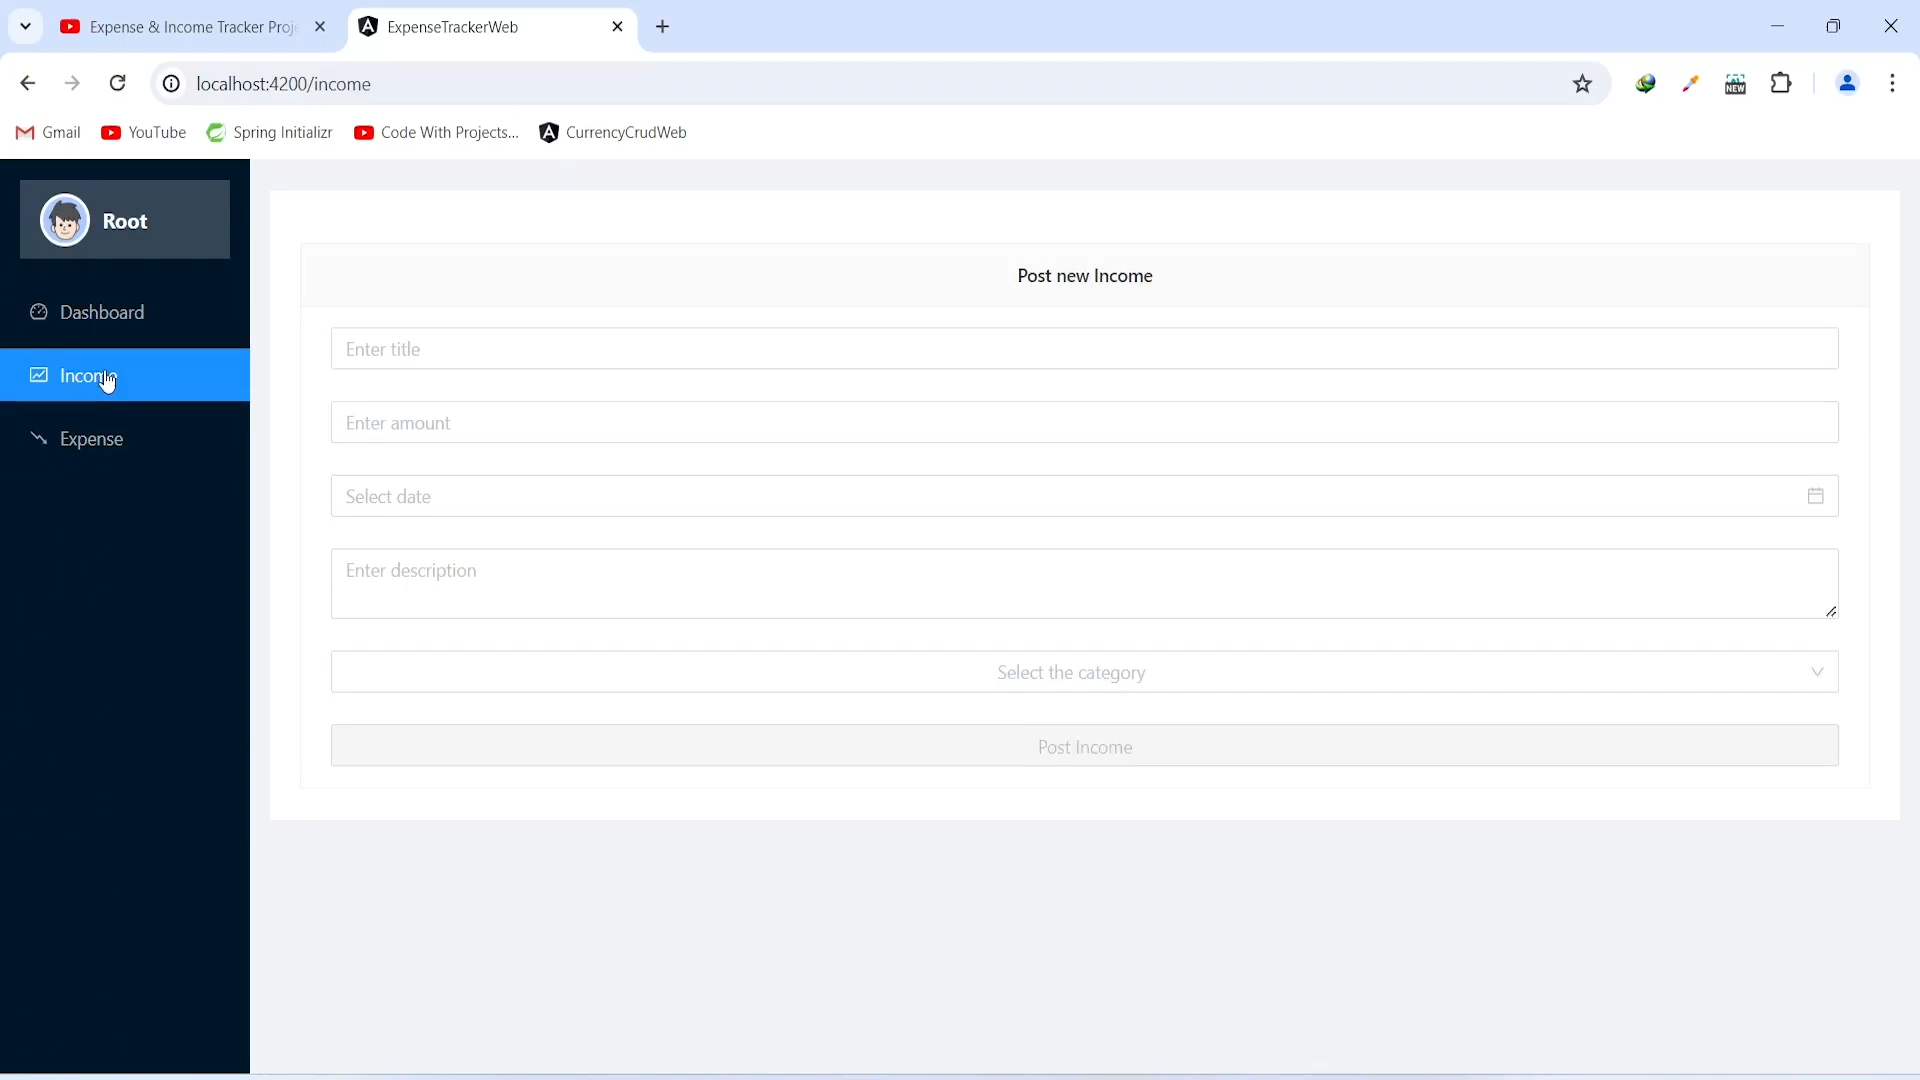 Expense & Income Tracker Proj
ExpenseTrackerWeb
localhost:4200/income
NEW
Gmail
YouTube
Spring Initializr
Code With Projects...
CurrencyCrudWeb
Root
Dashboard
Income
Expense
Post new Income
Enter title
Enter amount
Select date
Enter description
Select the category
Post Income